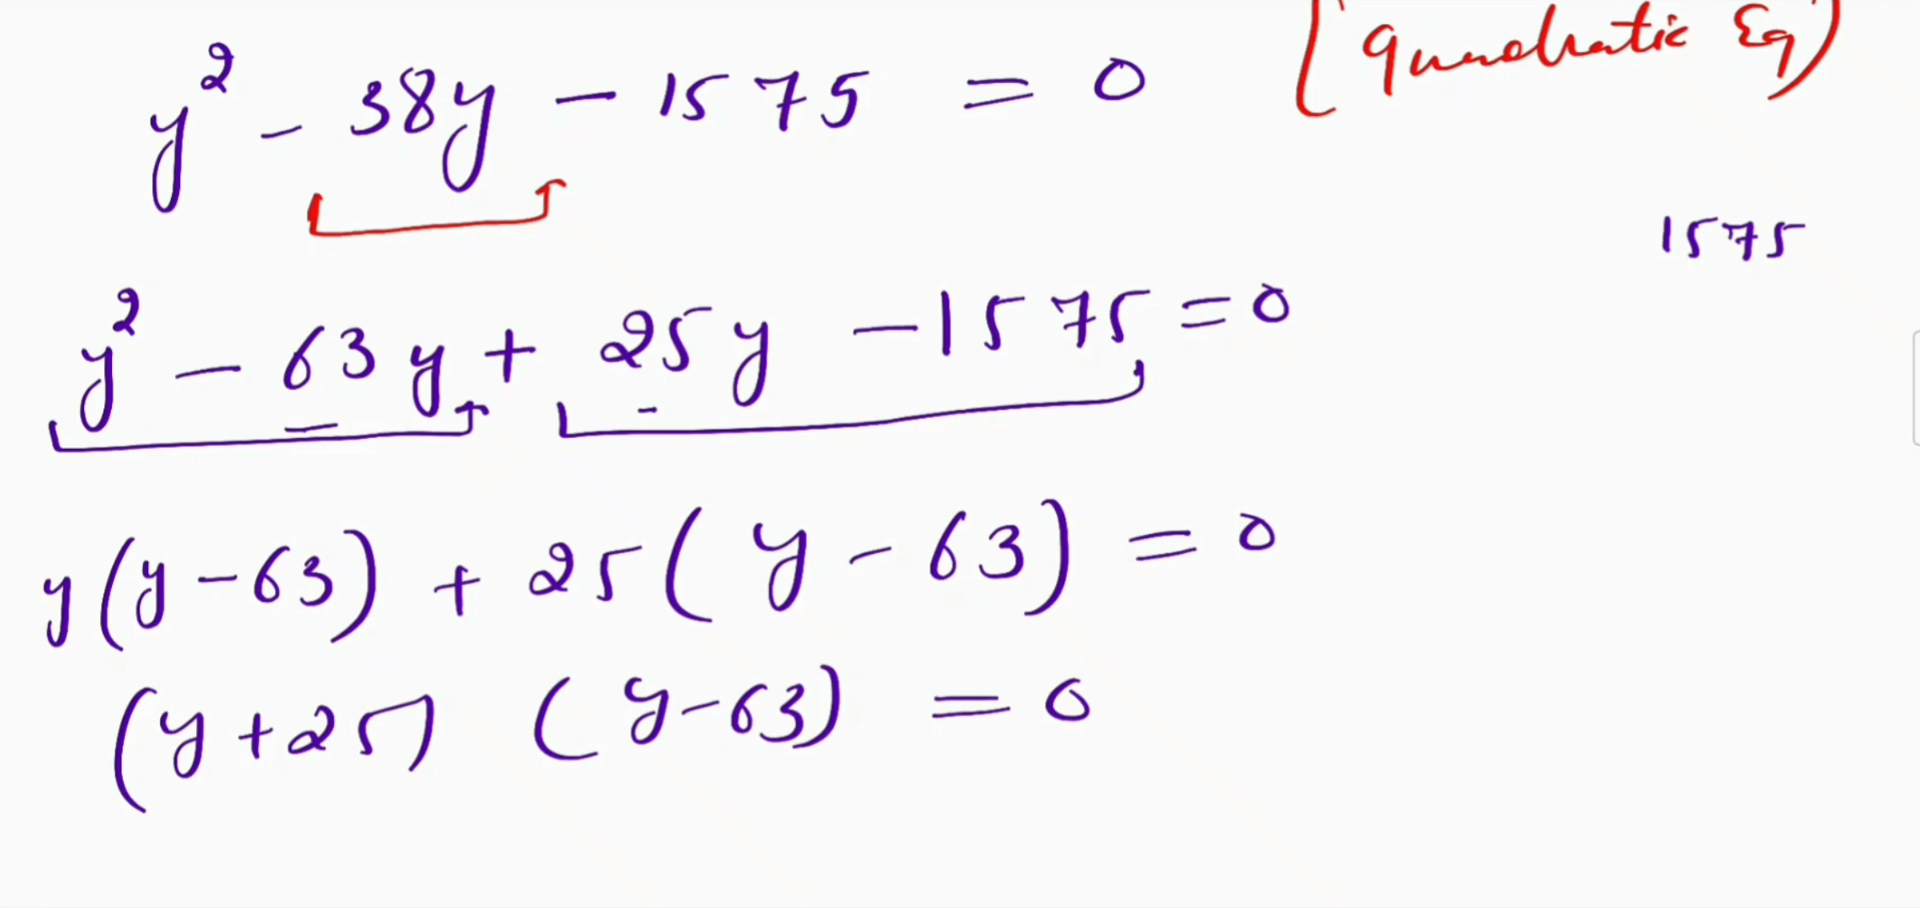 y² - 38y - 1575 = 0 (quadratic Eq)
1575
y² - 63y + 25y - 1575 = 0
y(y-63) + 25(y-63) = 0
(y+25) (y-63) = 0